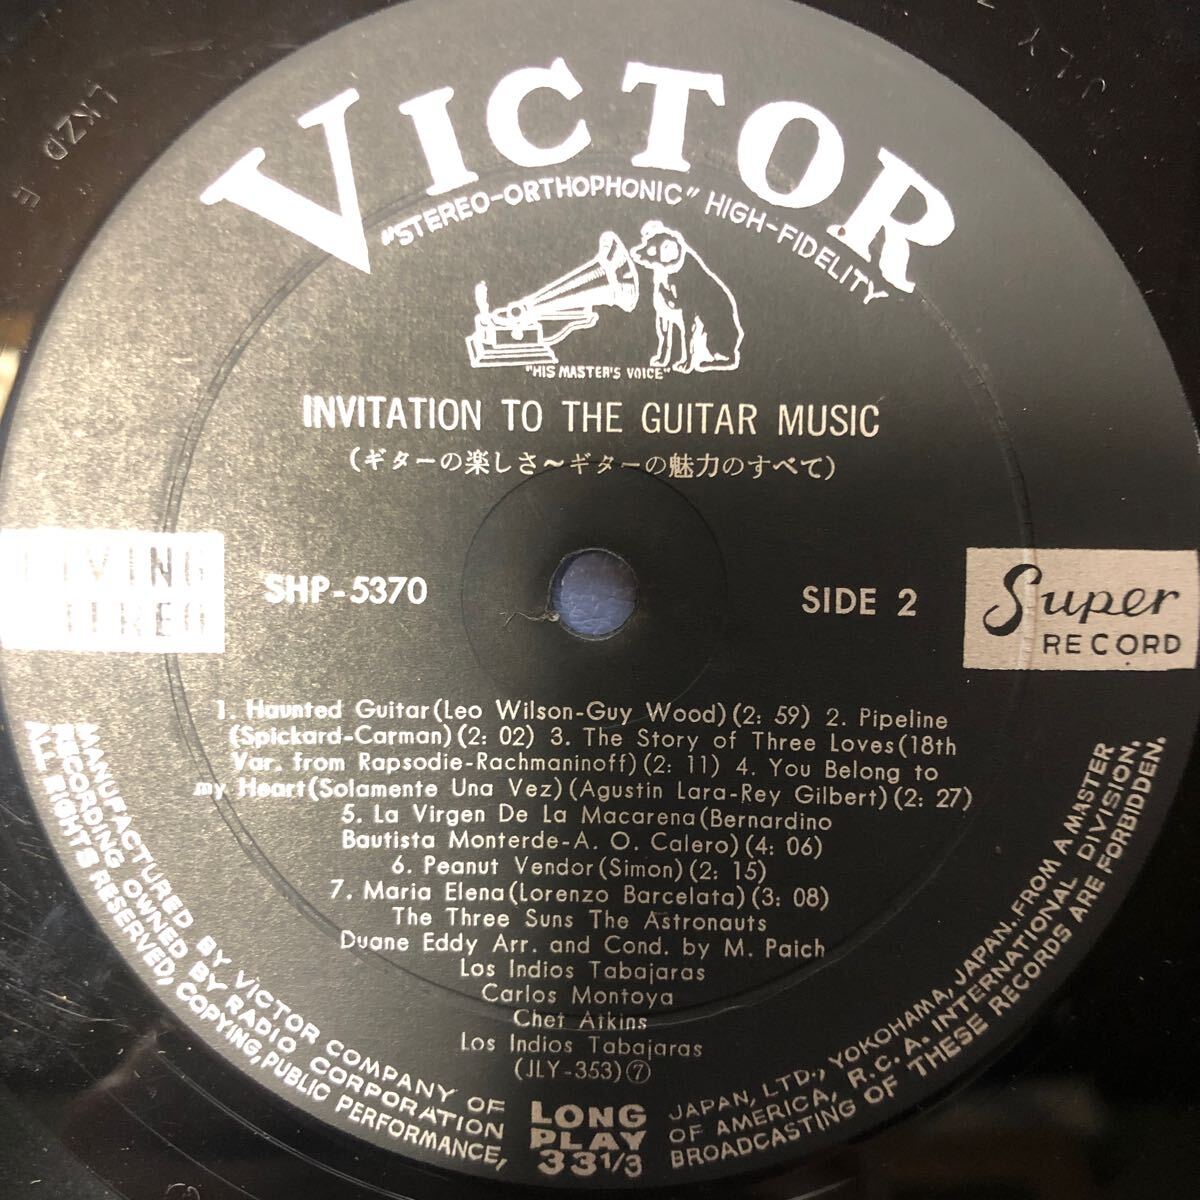 VICTOR
"STEREO-ORTHOPHONIC" HIGH-FIDELITY
"HIS MASTER'S VOICE"
INVITATION TO THE GUITAR MUSIC
(ギターの楽しさ～ギターの魅力のすべて)
LIVING
STEREO
SHP-5370
SIDE 2
Super
RECORD
1. Haunted Guitar(Leo Wilson-Guy Wood)(2: 59) 2. Pipeline
(Spickard-Carman)(2: 02) 3. The Story of Three Loves(18th
Var. from Rapsodie-Rachmaninoff)(2: 11) 4. You Belong to
my Heart(Solamente Una Vez)(Agustin Lara-Rey Gilbert)(2: 27)
5. La Virgen De La Macarena(Bernardino
Bautista Monterde-A. O. Calero)(4: 06)
6. Peanut Vendor(Simon)(2: 15)
7. Maria Elena(Lorenzo Barcelata)(3: 08)
The Three Suns The Astronauts
Duane Eddy Arr. and Cond. by M. Paich
Los Indios Tabajaras
Carlos Montoya
Chet Atkins
Los Indios Tabajaras
(JLY-353)⑦
LONG
PLAY
33 1/3
MANUFACTURED BY VICTOR COMPANY OF JAPAN, LTD., YOKOHAMA, JAPAN. FROM A MASTER
RECORDING OWNED BY RADIO CORPORATION OF AMERICA, R.C.A. INTERNATIONAL DIVISION.
ALL RIGHTS RESERVED, COPYING, PUBLIC PERFORMANCE, BROADCASTING OF THESE RECORDS ARE FORBIDDEN.